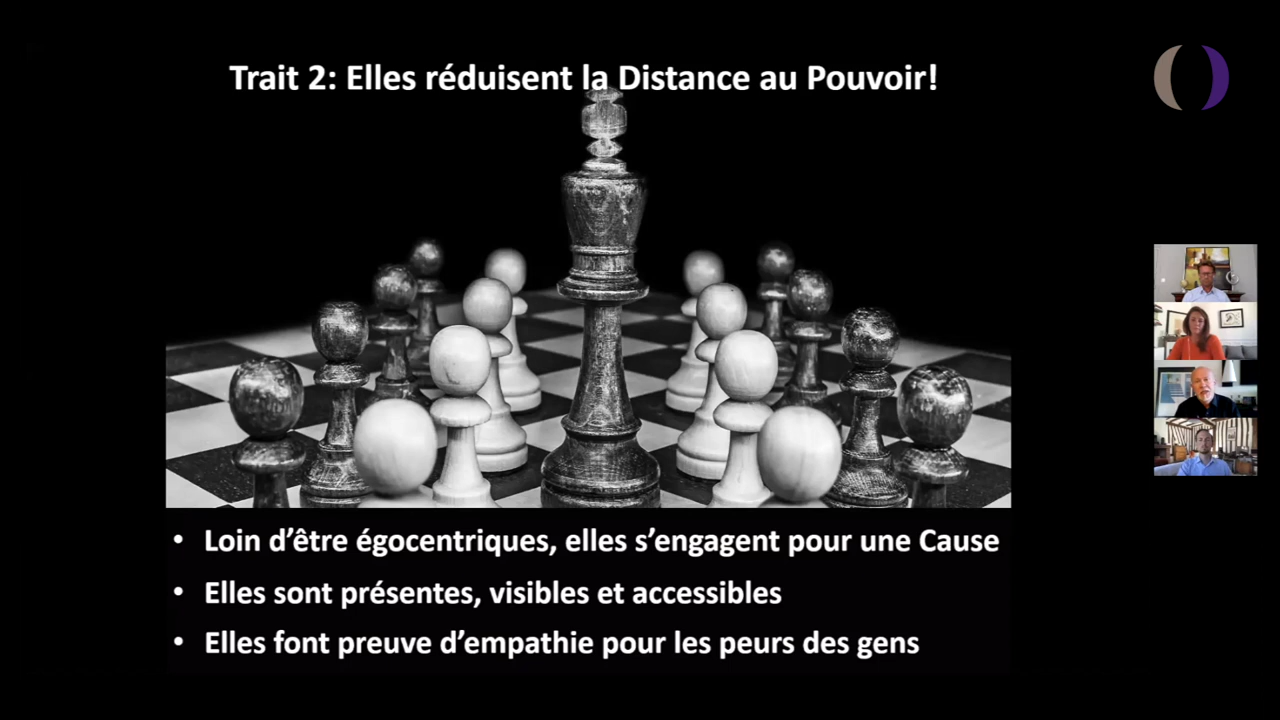 Trait 2: Elles réduisent la Distance au Pouvoir!
• Loin d’être égocentriques, elles s’engagent pour une Cause
• Elles sont présentes, visibles et accessibles
• Elles font preuve d’empathie pour les peurs des gens